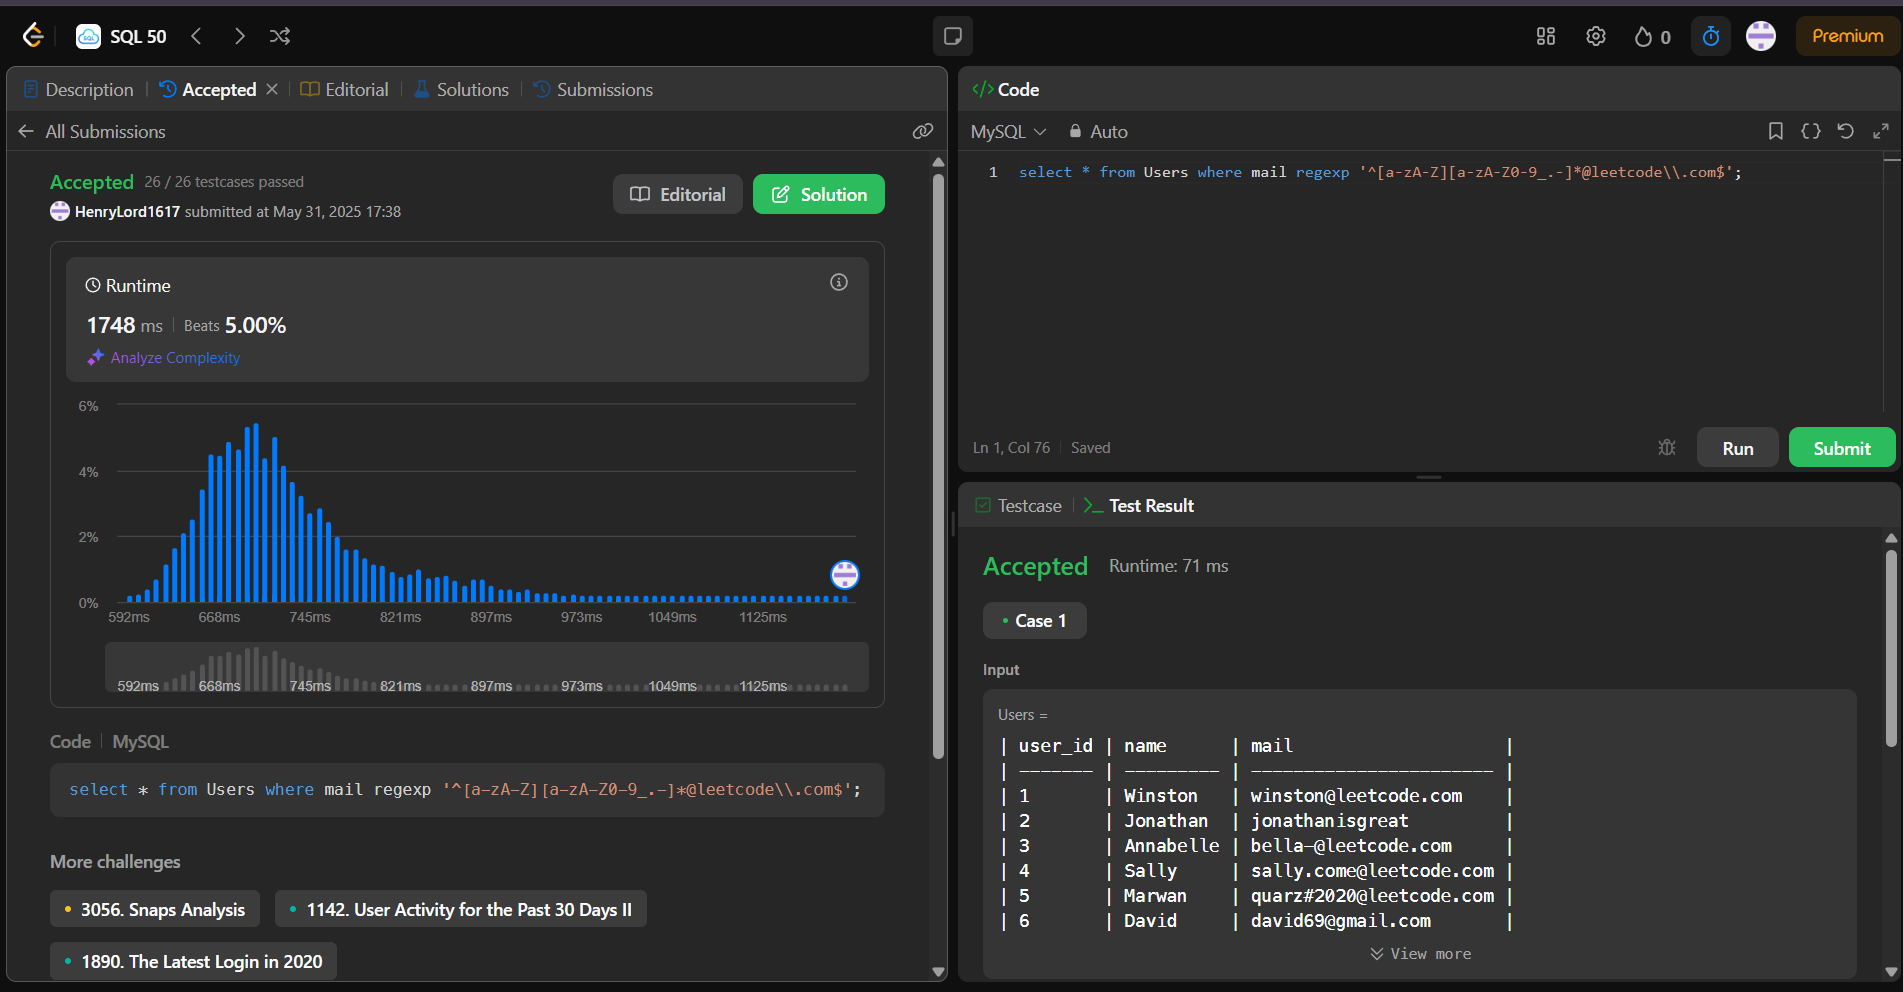 SQL 50
0
Premium
Description
Accepted
Editorial
Solutions
Submissions
All Submissions
Accepted 26 / 26 testcases passed
HenryLord1617 submitted at May 31, 2025 17:38
Editorial
Solution
Runtime
1748 ms Beats 5.00%
Analyze Complexity
6%
4%
2%
0%
592ms 668ms 745ms 821ms 897ms 973ms 1049ms 1125ms
592ms 668ms 745ms 821ms 897ms 973ms 1049ms 1125ms
Code MySQL
select * from Users where mail regexp '^[a-zA-Z][a-zA-Z0-9_.-]*@leetcode\\.com$';
More challenges
3056. Snaps Analysis
1142. User Activity for the Past 30 Days II
1890. The Latest Login in 2020
</> Code
MySQL Auto
1 select * from Users where mail regexp '^[a-zA-Z][a-zA-Z0-9_.-]*@leetcode\\.com$';
Ln 1, Col 76 Saved
Run
Submit
Testcase
Test Result
Accepted Runtime: 71 ms
Case 1
Input
Users =
| user_id | name | mail |
| ------- | --------- | ----------------------- |
| 1 | Winston | winston@leetcode.com |
| 2 | Jonathan | jonathanisgreat |
| 3 | Annabelle | bella-@leetcode.com |
| 4 | Sally | sally.come@leetcode.com |
| 5 | Marwan | quarz#2020@leetcode.com |
| 6 | David | david69@gmail.com |
View more